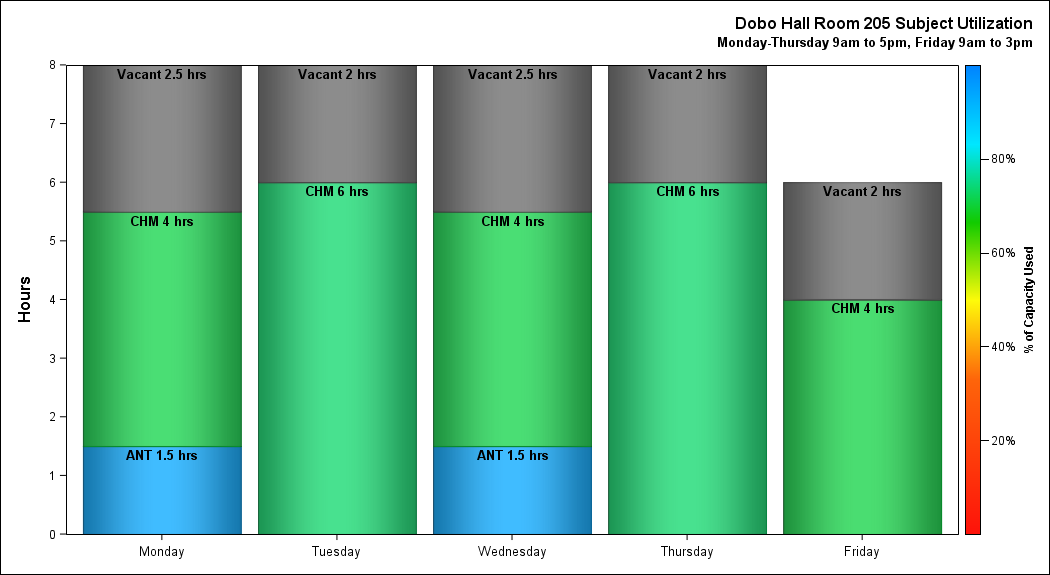 Dobo Hall Room 205 Subject Utilization
Monday-Thursday 9am to 5pm, Friday 9am to 3pm
Hours
8
7
6
5
4
3
2
1
0
Vacant 2.5 hrs
CHM 4 hrs
ANT 1.5 hrs
Vacant 2 hrs
CHM 6 hrs
Vacant 2.5 hrs
CHM 4 hrs
ANT 1.5 hrs
Vacant 2 hrs
CHM 6 hrs
Vacant 2 hrs
CHM 4 hrs
Monday
Tuesday
Wednesday
Thursday
Friday
80%
60%
40%
20%
% of Capacity Used